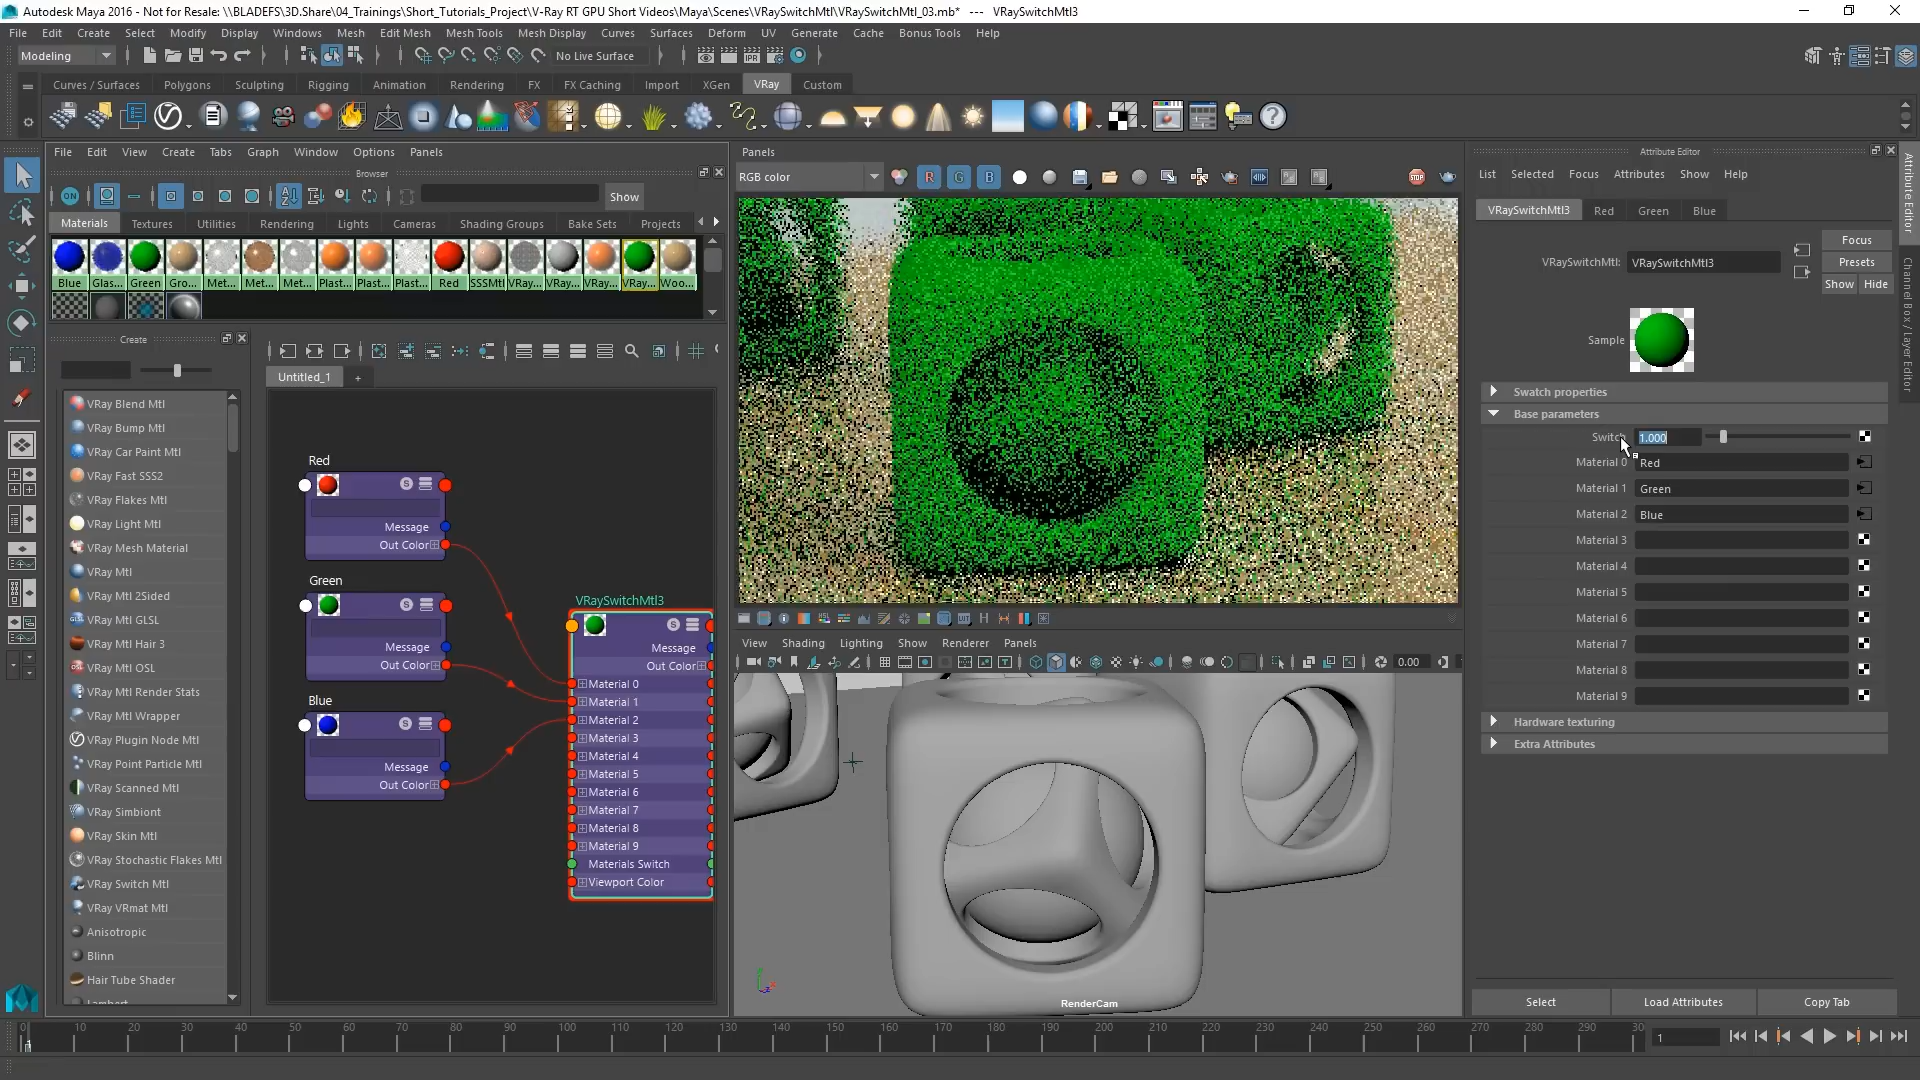 Autodesk Maya 2016 - Not for Resale: \\BLADEFS\3D.Share\04_Trainings\Short_Tutorials_Project\V-Ray RT GPU Short Videos\Maya\Scenes\VRaySwitchMtl\VRaySwitchMtl_03.mb* --- VRaySwitchMtl3
File Edit Create Select Modify Display Windows Mesh Edit Mesh Mesh Tools Mesh Display Curves Surfaces Deform UV Generate Cache Bonus Tools Help
Modeling No Live Surface
Curves / Surfaces Polygons Sculpting Rigging Animation Rendering FX FX Caching Import XGen VRay Custom
File Edit View Create Tabs Graph Window Options Panels
Browser
ON Show
Materials Textures Utilities Rendering Lights Cameras Shading Groups Bake Sets Projects
Blue Glas... Green Gro... Met... Met... Met... Plast... Plast... Plast... Red SSSMtl VRay... VRay... VRay... VRay... Woo...
Create
VRay Blend Mtl
VRay Bump Mtl
VRay Car Paint Mtl
VRay Fast SSS2
VRay Flakes Mtl
VRay Light Mtl
VRay Mesh Material
VRay Mtl
VRay Mtl 2Sided
VRay Mtl GLSL
VRay Mtl Hair 3
VRay Mtl OSL
VRay Mtl Render Stats
VRay Mtl Wrapper
VRay Plugin Node Mtl
VRay Point Particle Mtl
VRay Scanned Mtl
VRay Simbiont
VRay Skin Mtl
VRay Stochastic Flakes Mtl
VRay Switch Mtl
VRay VRmat Mtl
Anisotropic
Blinn
Hair Tube Shader
Lambert
Untitled_1 +
Red
Message
Out Color
Green
Message
Out Color
Blue
Message
Out Color
VRaySwitchMtl3
Message
Out Color
Material 0
Material 1
Material 2
Material 3
Material 4
Material 5
Material 6
Material 7
Material 8
Material 9
Materials Switch
Viewport Color
Panels
RGB color R G B STOP
View Shading Lighting Show Renderer Panels
0.00
RenderCam
Attribute Editor
List Selected Focus Attributes Show Help
VRaySwitchMtl3 Red Green Blue
VRaySwitchMtl: VRaySwitchMtl3
Focus
Presets
Show Hide
Sample
Swatch properties
Base parameters
Switch 1.000
Material 0 Red
Material 1 Green
Material 2 Blue
Material 3
Material 4
Material 5
Material 6
Material 7
Material 8
Material 9
Hardware texturing
Extra Attributes
Select Load Attributes Copy Tab
Attribute Editor
Channel Box / Layer Editor
0 10 20 30 40 50 60 70 80 90 100 110 120 130 140 150 160 170 180 190 200 210 220 230 240 250 260 270 280 290 30
1